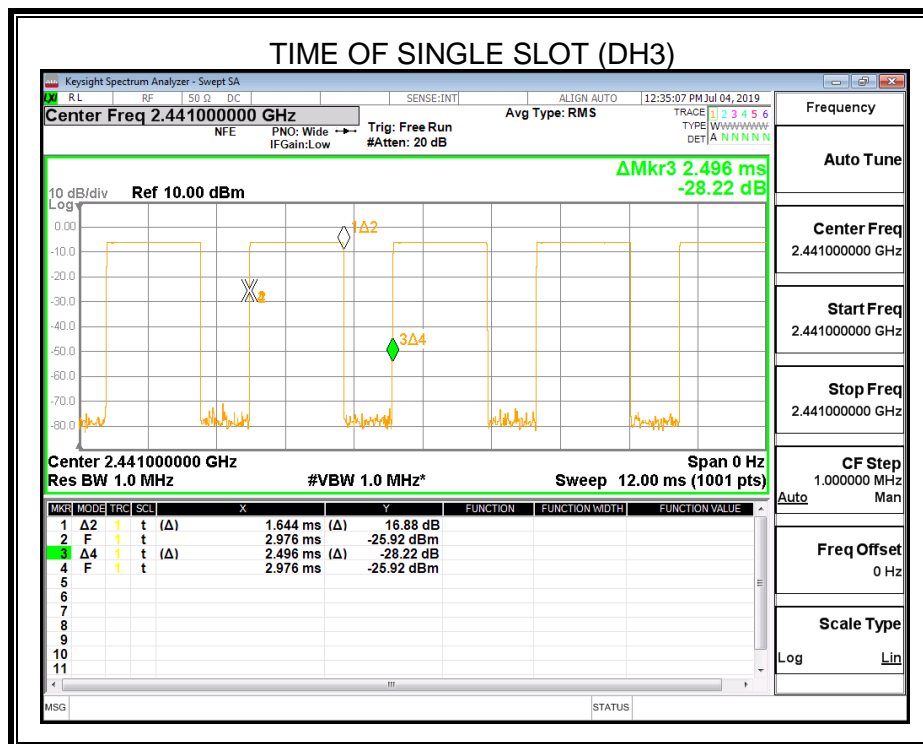 TIME OF SINGLE SLOT (DH3)
Keysight Spectrum Analyzer - Swept SA
LXI RL RF 50 Ω DC SENSE:INT ALIGN AUTO 12:35:07 PM Jul 04, 2019
Center Freq 2.441000000 GHz
NFE
PNO: Wide
IFGain:Low
Trig: Free Run
#Atten: 20 dB
Avg Type: RMS
TRACE 1 2 3 4 5 6
TYPE WWWWWW
DET A N N N N N
ΔMkr3 2.496 ms
-28.22 dB
10 dB/div
Log
Ref 10.00 dBm
0.00
-10.0
-20.0
-30.0
-40.0
-50.0
-60.0
-70.0
-80.0
1Δ2
3Δ4
Center 2.441000000 GHz
Span 0 Hz
Res BW 1.0 MHz
#VBW 1.0 MHz*
Sweep 12.00 ms (1001 pts)
MKR MODE TRC SCL X Y FUNCTION FUNCTION WIDTH FUNCTION VALUE
1 Δ2 1 t (Δ) 1.644 ms (Δ) 16.88 dB
2 F 1 t 2.976 ms -25.92 dBm
3 Δ4 1 t (Δ) 2.496 ms (Δ) -28.22 dB
4 F 1 t 2.976 ms -25.92 dBm
5
6
7
8
9
10
11
MSG
STATUS
Frequency
Auto Tune
Center Freq
2.441000000 GHz
Start Freq
2.441000000 GHz
Stop Freq
2.441000000 GHz
CF Step
1.000000 MHz
Auto Man
Freq Offset
0 Hz
Scale Type
Log Lin